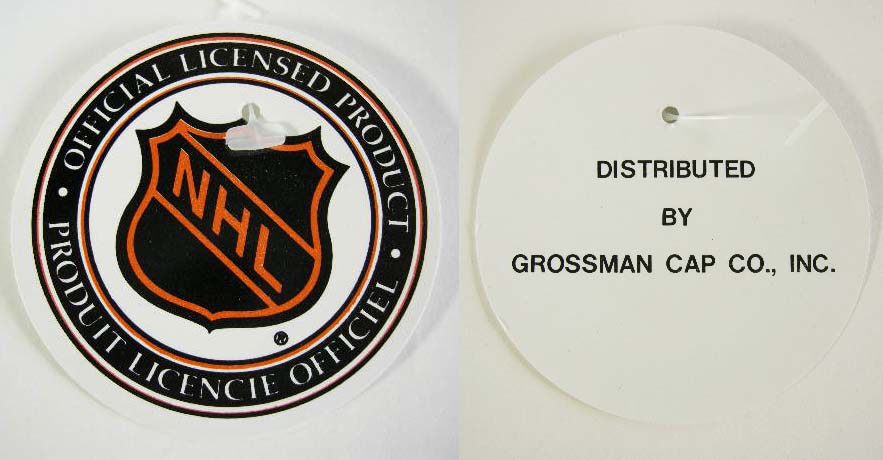 OFFICIAL LICENSED PRODUCT
NHL
®
• PRODUIT LICENCIE OFFICIEL •
DISTRIBUTED
BY
GROSSMAN CAP CO., INC.